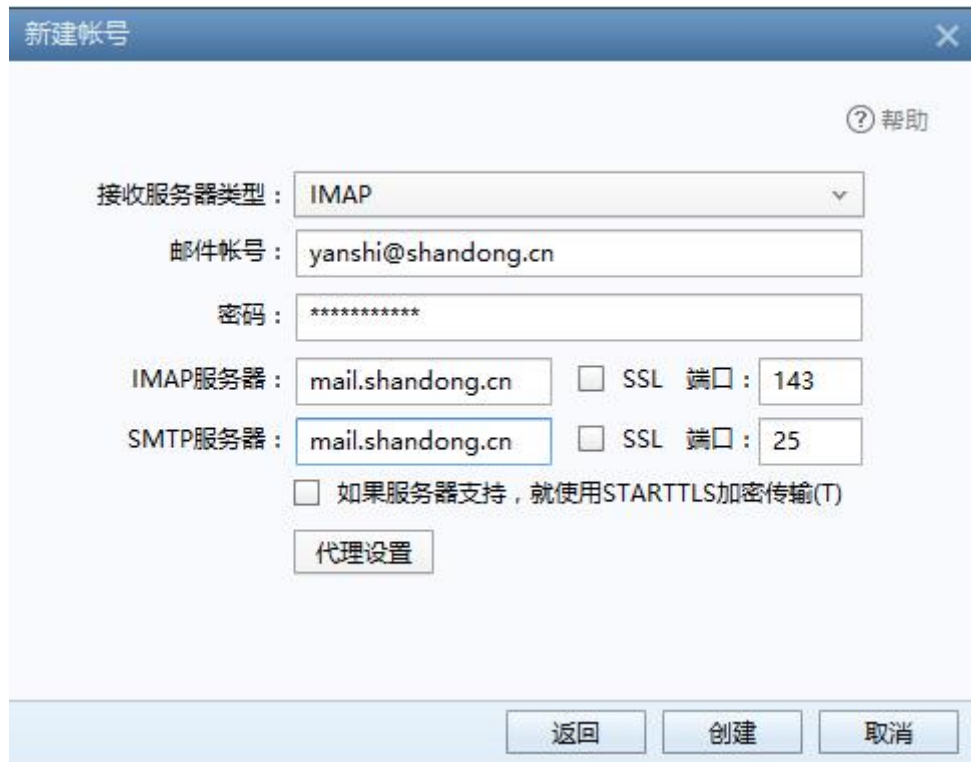 新建帐号
帮助
接收服务器类型： IMAP
邮件帐号： yanshi@shandong.cn
密码： ***********
IMAP服务器： mail.shandong.cn SSL 端口： 143
SMTP服务器： mail.shandong.cn SSL 端口： 25
如果服务器支持，就使用STARTTLS加密传输(T)
代理设置
返回 创建 取消